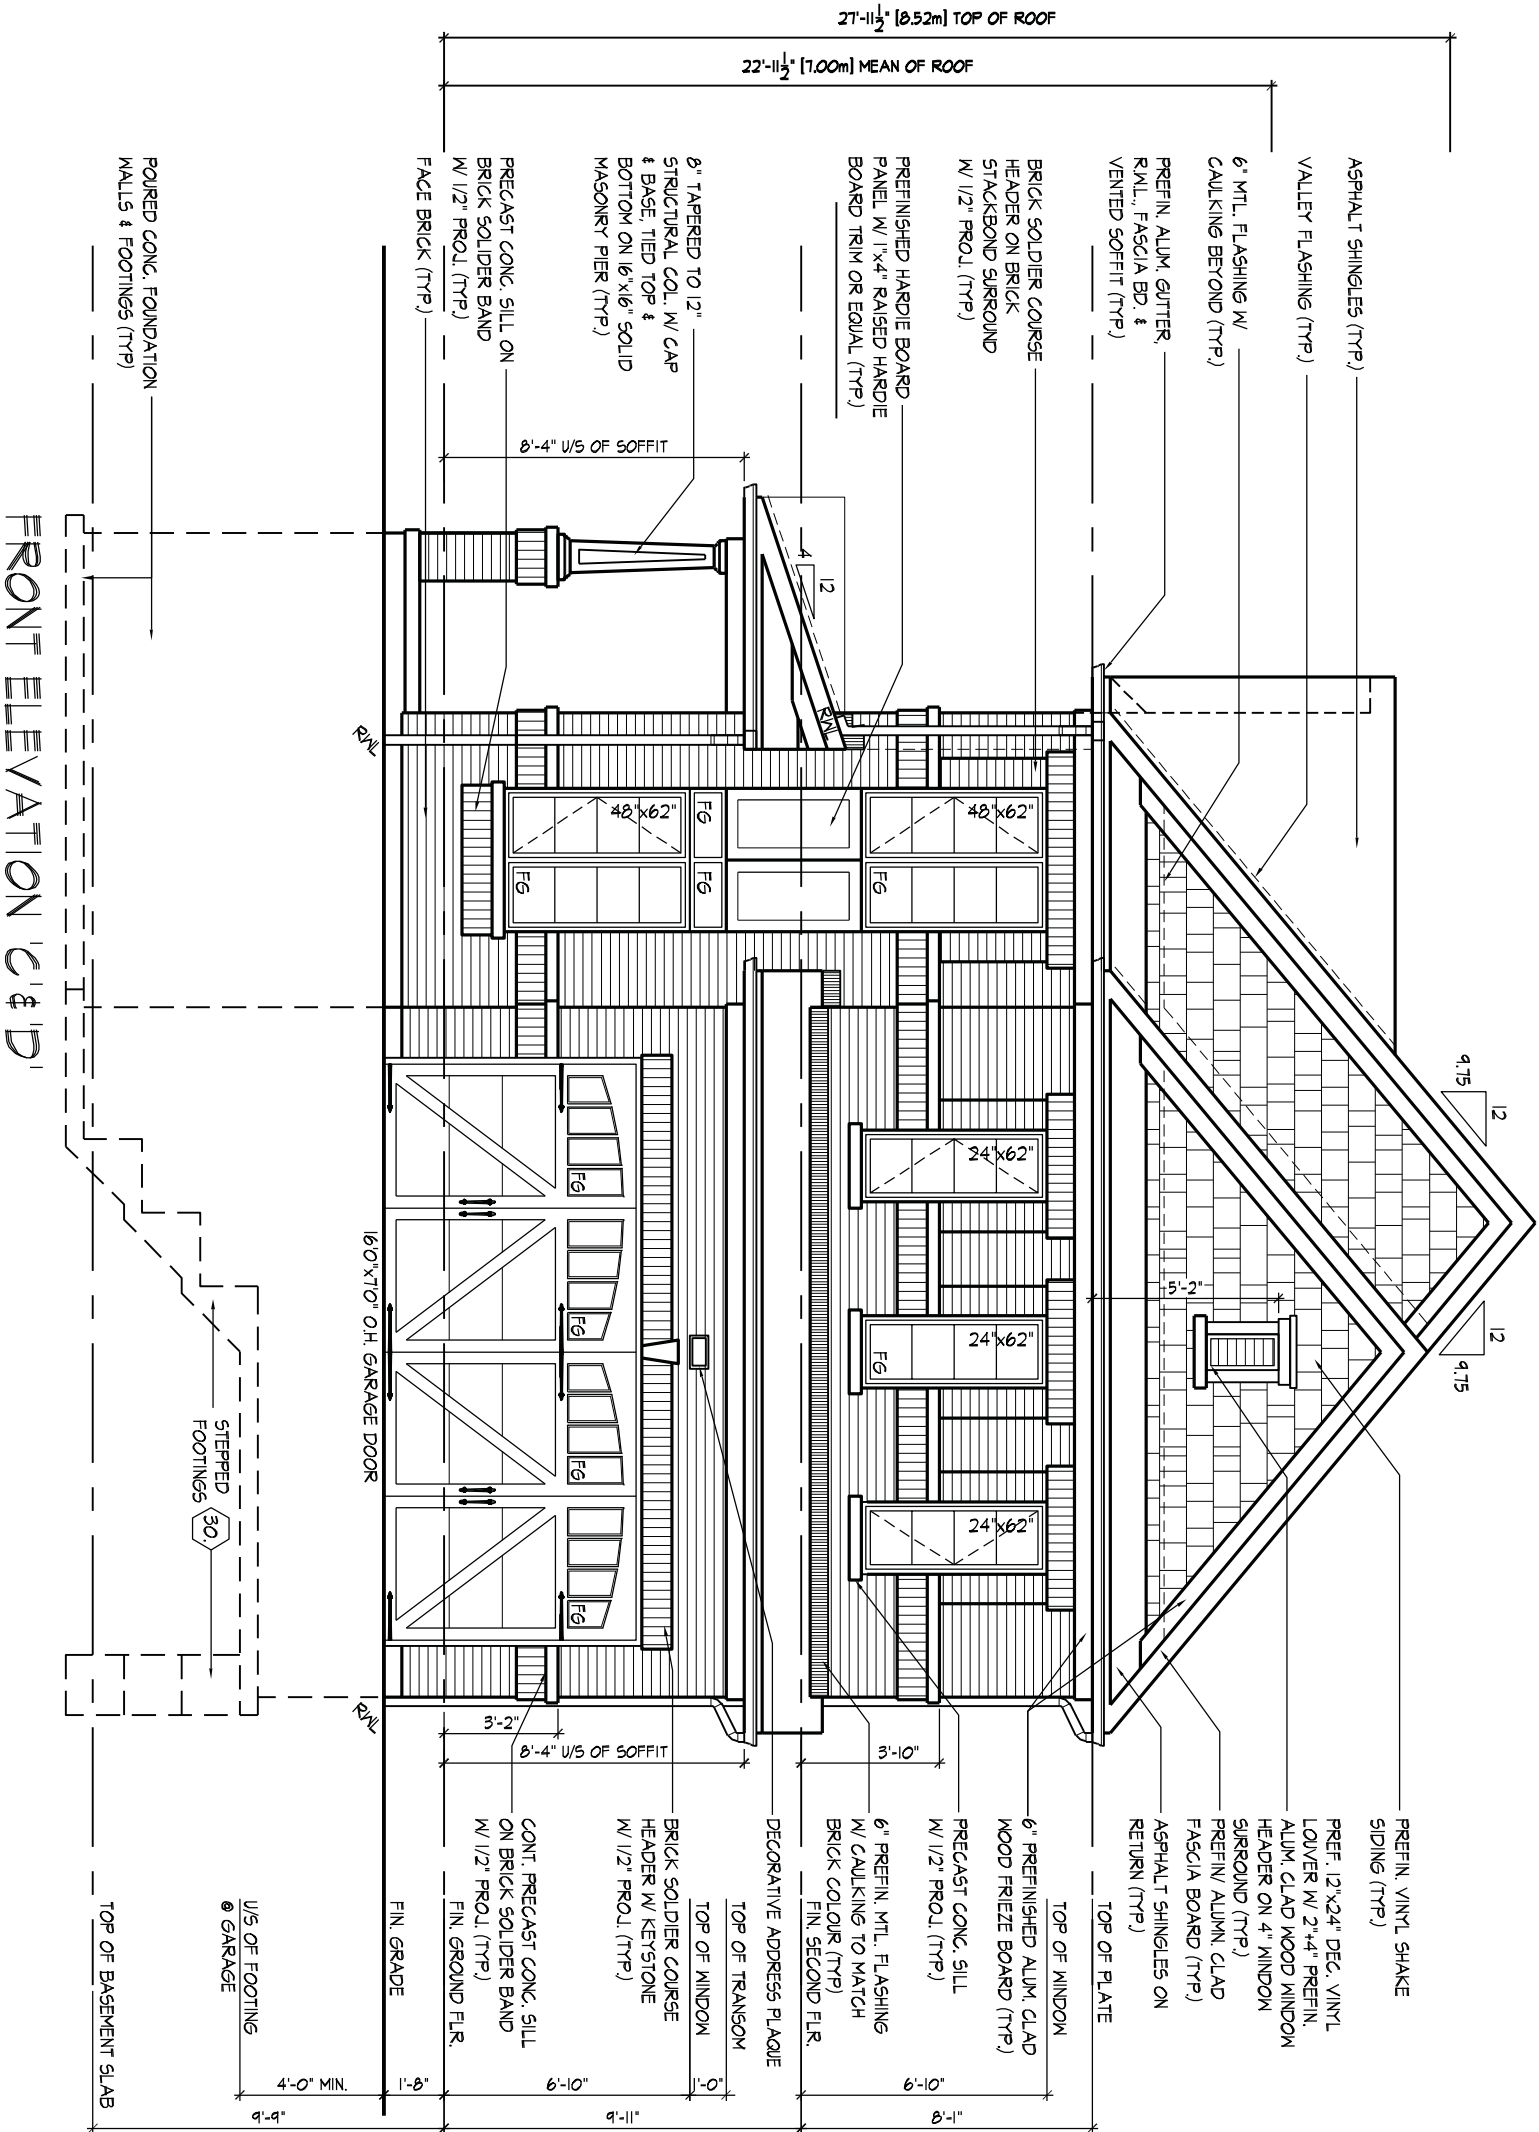 27'-11½" [8.52m] TOP OF ROOF
22'-11½" [7.00m] MEAN OF ROOF
ASPHALT SHINGLES (TYP.)
VALLEY FLASHING (TYP.)
6" MTL. FLASHING W/
CAULKING BEYOND (TYP.)
PREFIN. ALUM. GUTTER,
R.W.L., FASCIA BD. &
VENTED SOFFIT (TYP.)
BRICK SOLDIER COURSE
HEADER ON BRICK
STACKBOND SURROUND
W/ 1/2" PROJ. (TYP.)
PREFINISHED HARDIE BOARD
PANEL W/ 1"x4" RAISED HARDIE
BOARD TRIM OR EQUAL (TYP.)
8" TAPERED TO 12"
STRUCTURAL COL. W/ CAP
& BASE, TIED TOP &
BOTTOM ON 16"x16" SOLID
MASONRY PIER (TYP.)
PRECAST CONC. SILL ON
BRICK SOLIDER BAND
W/ 1/2" PROJ. (TYP.)
FACE BRICK (TYP.)
POURED CONC. FOUNDATION
WALLS & FOOTINGS (TYP)
8'-4" U/S OF SOFFIT
4
12
RWL
RWL
48"x62"
FG
48"x62"
FG
FG
FG
9.75
12
12
9.75
5'-2"
24"x62"
24"x62"
FG
24"x62"
FG
FG
FG
FG
16'0"x7'0" O.H. GARAGE DOOR
RWL
STEPPED
FOOTINGS
30.
3'-2"
8'-4" U/S OF SOFFIT
3'-10"
PREFIN. VINYL SHAKE
SIDING (TYP.)
PREF. 12"x24" DEC. VINYL
LOUVER W/ 2"+4" PREFIN.
ALUM. CLAD WOOD WINDOW
HEADER ON 4" WINDOW
SURROUND (TYP.)
PREFIN/ ALUMN. CLAD
FASCIA BOARD (TYP.)
ASPHALT SHINGLES ON
RETURN (TYP.)
TOP OF PLATE
TOP OF WINDOW
6" PREFINISHED ALUM. CLAD
WOOD FRIEZE BOARD (TYP.)
PRECAST CONC. SILL
W/ 1/2" PROJ. (TYP.)
6" PREFIN. MTL. FLASHING
W/ CAULKING TO MATCH
BRICK COLOUR (TYP)
FIN. SECOND FLR.
DECORATIVE ADDRESS PLAQUE
TOP OF TRANSOM
TOP OF WINDOW
BRICK SOLDIER COURSE
HEADER W/ KEYSTONE
W/ 1/2" PROJ. (TYP.)
CONT. PRECAST CONC. SILL
ON BRICK SOLIDER BAND
W/ 1/2" PROJ. (TYP.)
FIN. GROUND FLR.
FIN. GRADE
U/S OF FOOTING
@ GARAGE
TOP OF BASEMENT SLAB
6'-10"
1'-0"
6'-10"
1'-8"
4'-0" MIN.
8'-1"
9'-11"
9'-9"
FRONT ELEVATION 'C'&'D'